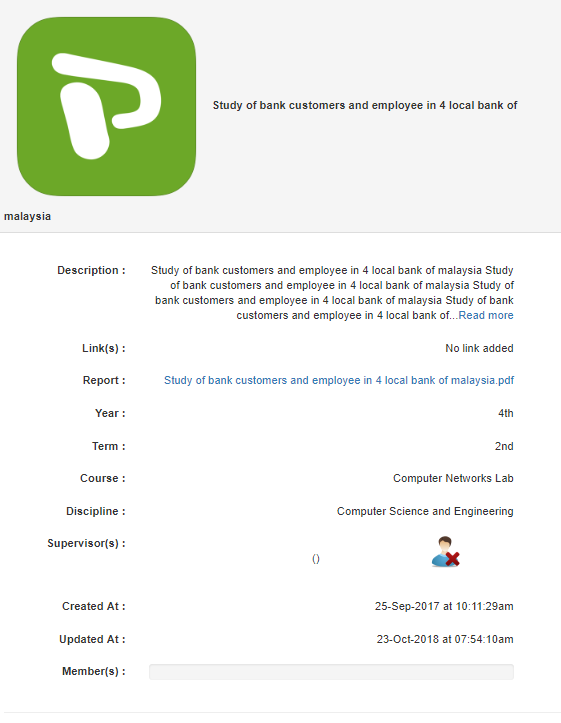 Study of bank customers and employee in 4 local bank of
malaysia
Description :
Study of bank customers and employee in 4 local bank of malaysia Study
of bank customers and employee in 4 local bank of malaysia Study of
bank customers and employee in 4 local bank of malaysia Study of bank
customers and employee in 4 local bank of...Read more
Link(s) :
No link added
Report :
Study of bank customers and employee in 4 local bank of malaysia.pdf
Year :
4th
Term :
2nd
Course :
Computer Networks Lab
Discipline :
Computer Science and Engineering
Supervisor(s) :
()
Created At :
25-Sep-2017 at 10:11:29am
Updated At :
23-Oct-2018 at 07:54:10am
Member(s) :